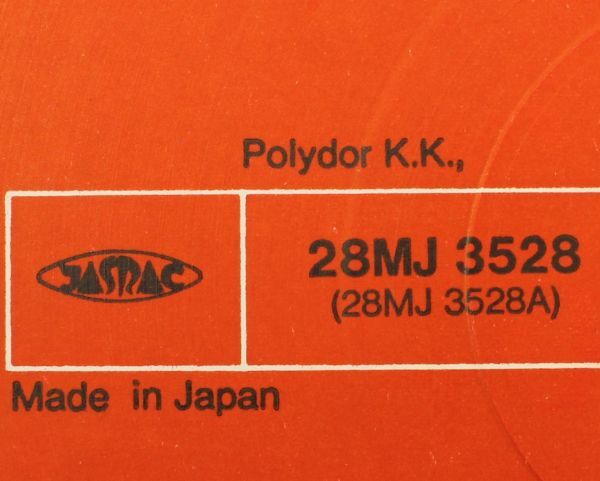 Polydor K.K.,
JASRAC
28MJ 3528
(28MJ 3528A)
Made in Japan